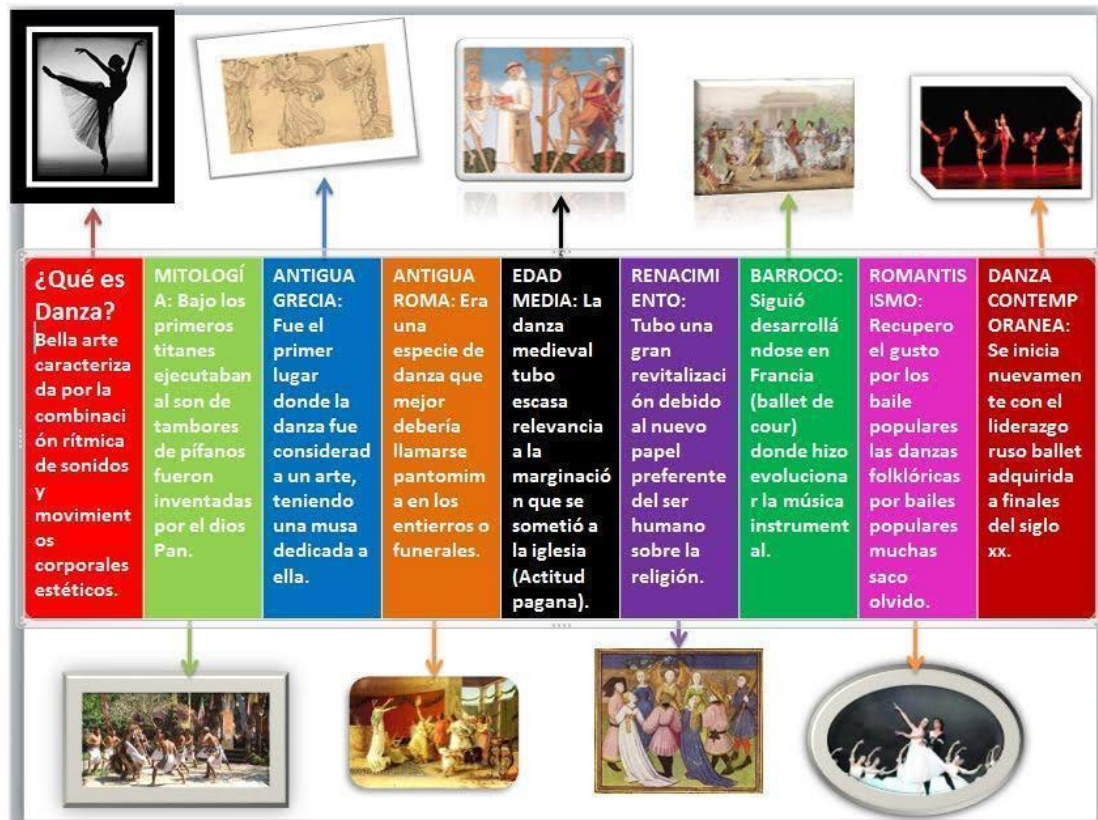 ¿Qué es
Danza?
Bella arte
caracteriza
da por la
combinaci
ón rítmica
de sonidos
y
movimient
os
corporales
estéticos.
MITOLOGÍ
A: Bajo los
primeros
titanes
ejecutaban
al son de
tambores
de pífanos
fueron
inventadas
por el dios
Pan.
ANTIGUA
GRECIA:
Fue el
primer
lugar
donde la
danza fue
considerad
a un arte,
teniendo
una musa
dedicada a
ella.
ANTIGUA
ROMA: Era
una
especie de
danza que
mejor
debería
llamarse
pantomim
a en los
entierros o
funerales.
EDAD
MEDIA: La
danza
medieval
tubo
escasa
relevancia
a la
marginació
n que se
sometió a
la iglesia
(Actitud
pagana).
RENACIMI
ENTO:
Tubo una
gran
revitalizaci
ón debido
al nuevo
papel
preferente
del ser
humano
sobre la
religión.
BARROCO:
Siguió
desarrollá
ndose en
Francia
(ballet de
cour)
donde hizo
evoluciona
r la música
instrument
al.
ROMANTIS
ISMO:
Recupero
el gusto
por los
baile
populares
las danzas
folklóricas
por bailes
populares
muchas
saco
olvido.
DANZA
CONTEMP
ORANEA:
Se inicia
nuevamen
te con el
liderazgo
ruso ballet
adquirida
a finales
del siglo
xx.